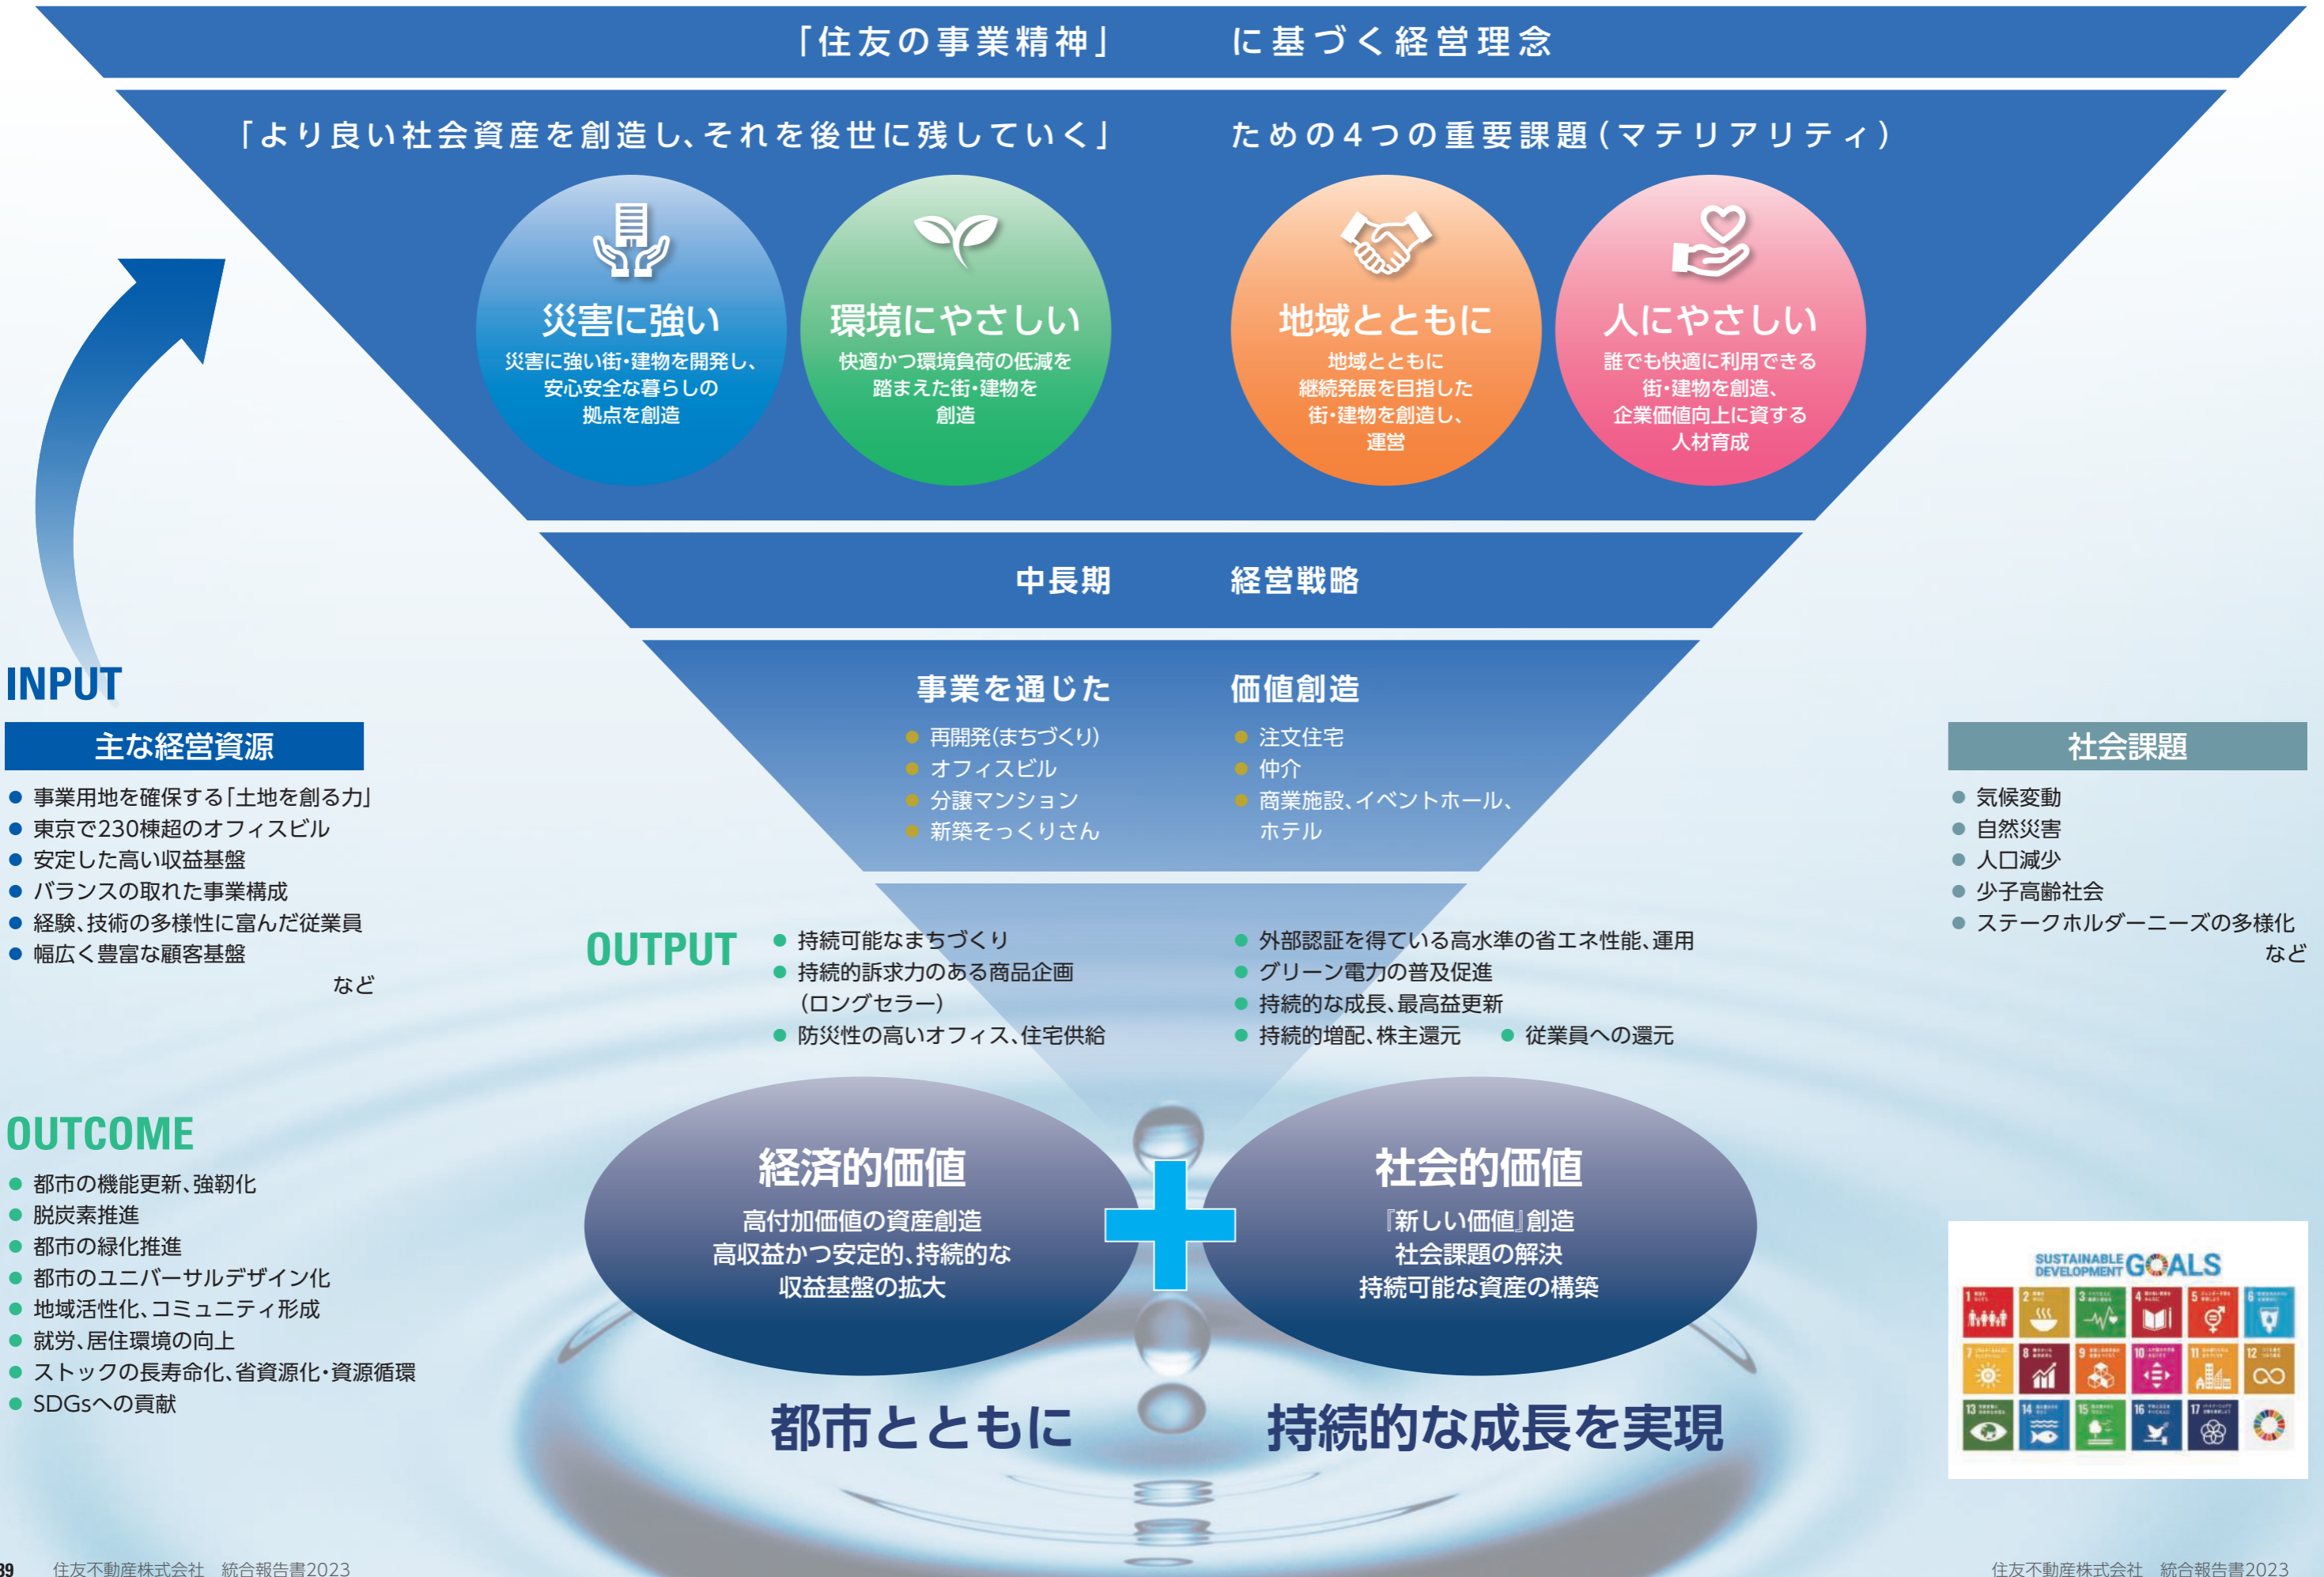 「住友の事業精神」に基づく経営理念
「より良い社会資産を創造し、それを後世に残していく」ための4つの重要課題(マテリアリティ)
災害に強い
災害に強い街・建物を開発し、
安心安全な暮らしの
拠点を創造
環境にやさしい
快適かつ環境負荷の低減を
踏まえた街・建物を
創造
地域とともに
地域とともに
継続発展を目指した
街・建物を創造し、
運営
人にやさしい
誰でも快適に利用できる
街・建物を創造、
企業価値向上に資する
人材育成
中長期 経営戦略
事業を通じた 価値創造
● 再開発(まちづくり)
● オフィスビル
● 分譲マンション
● 新築そっくりさん
● 注文住宅
● 仲介
● 商業施設、イベントホール、
ホテル
INPUT
主な経営資源
● 事業用地を確保する「土地を創る力」
● 東京で230棟超のオフィスビル
● 安定した高い収益基盤
● バランスの取れた事業構成
● 経験、技術の多様性に富んだ従業員
● 幅広く豊富な顧客基盤
など
社会課題
● 気候変動
● 自然災害
● 人口減少
● 少子高齢社会
● ステークホルダーニーズの多様化
など
OUTPUT
● 持続可能なまちづくり
● 持続的訴求力のある商品企画
(ロングセラー)
● 防災性の高いオフィス、住宅供給
● 外部認証を得ている高水準の省エネ性能、運用
● グリーン電力の普及促進
● 持続的な成長、最高益更新
● 持続的増配、株主還元 ● 従業員への還元
OUTCOME
● 都市の機能更新、強靭化
● 脱炭素推進
● 都市の緑化推進
● 都市のユニバーサルデザイン化
● 地域活性化、コミュニティ形成
● 就労、居住環境の向上
● ストックの長寿命化、省資源化・資源循環
● SDGsへの貢献
経済的価値
高付加価値の資産創造
高収益かつ安定的、持続的な
収益基盤の拡大
社会的価値
『新しい価値』創造
社会課題の解決
持続可能な資産の構築
都市とともに 持続的な成長を実現
SUSTAINABLE
DEVELOPMENT GOALS
1 2 3 4 5 6
7 8 9 10 11 12
13 14 15 16 17
39 住友不動産株式会社 統合報告書2023
住友不動産株式会社 統合報告書2023